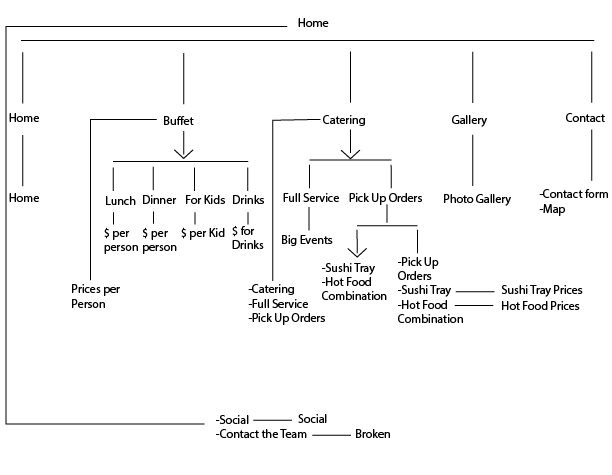 Home
Home
Buffet
Catering
Gallery
Contact
Home
Lunch
Dinner
For Kids
Drinks
Full Service
Pick Up Orders
Photo Gallery
-Contact form
-Map
$ per
person
$ per
person
$ per Kid
$ for
Drinks
Big Events
-Sushi Tray
-Hot Food
Combination
-Pick Up
Orders
-Sushi Tray
Sushi Tray Prices
-Hot Food
Combination
Hot Food Prices
Prices per
Person
-Catering
-Full Service
-Pick Up Orders
-Social
Social
-Contact the Team
Broken